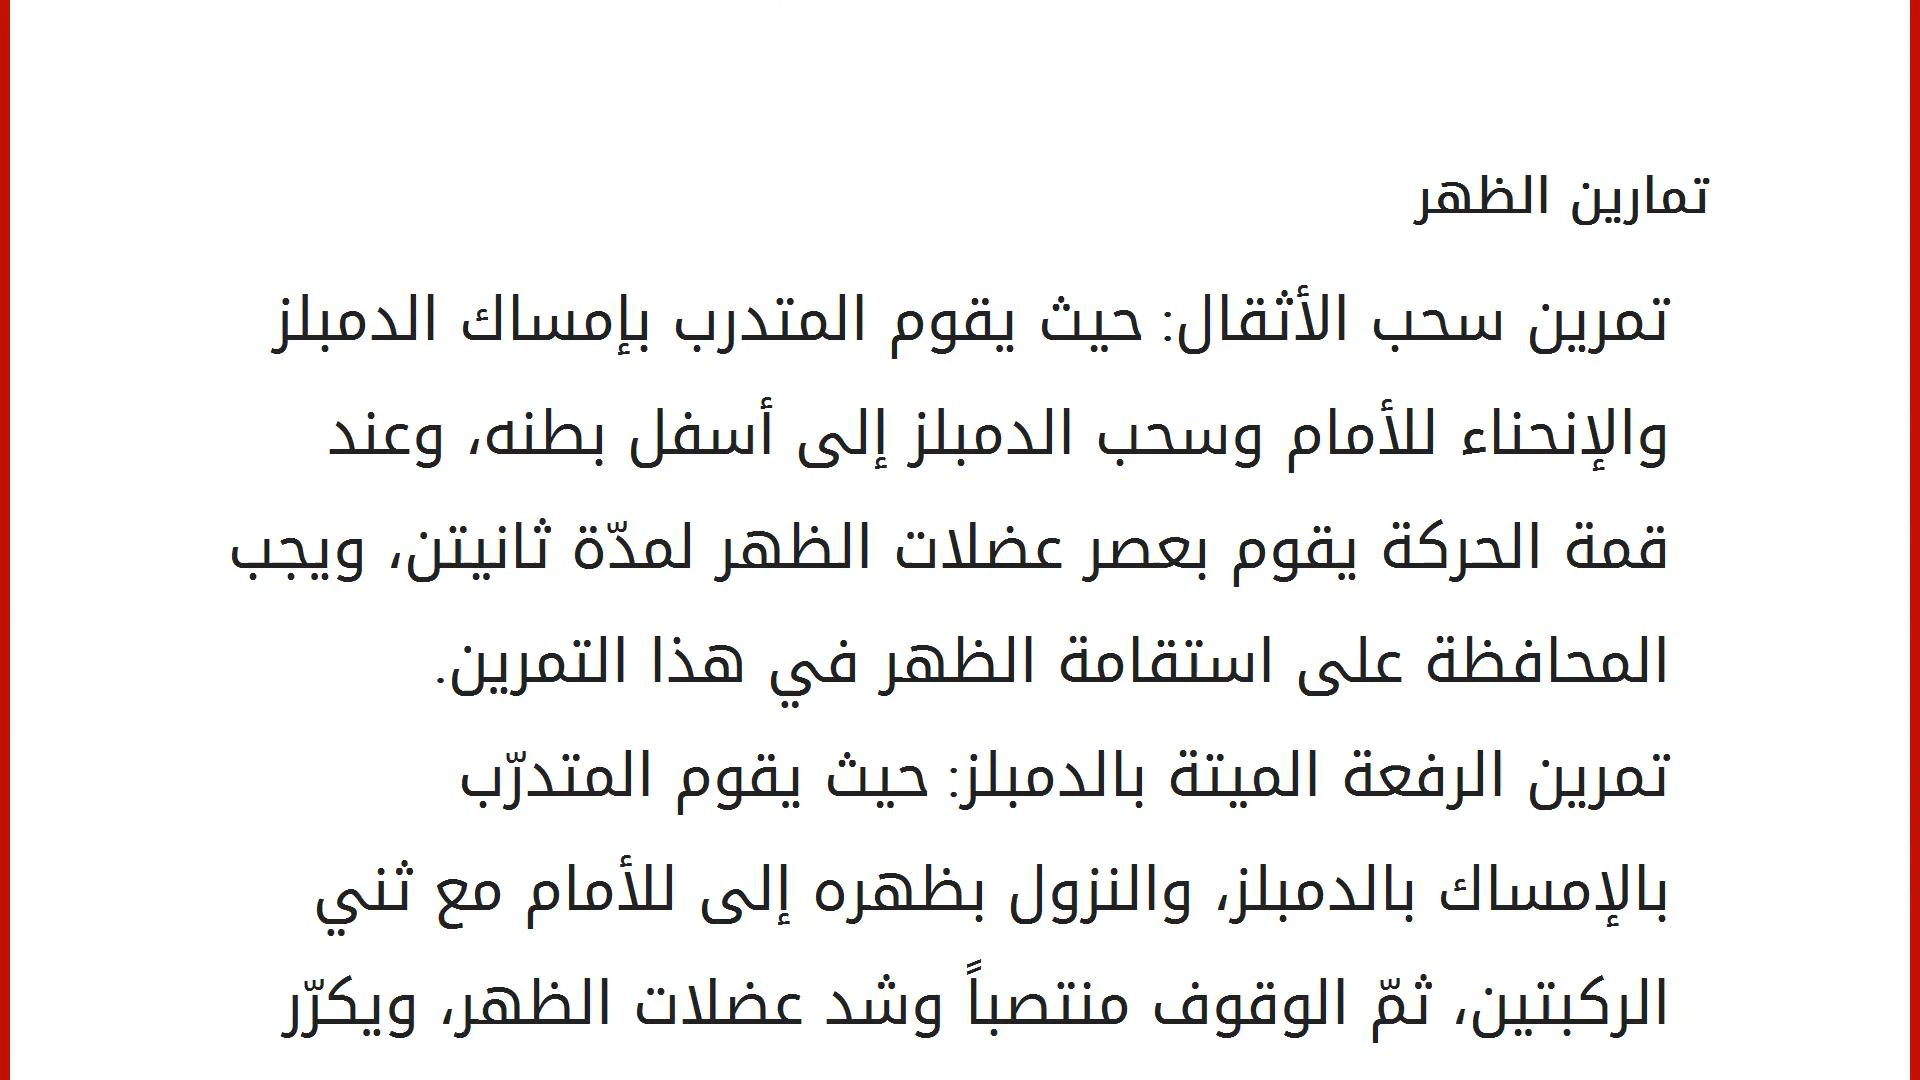 تمارين الظهر
تمرين سحب الأثقال: حيث يقوم المتدرب بإمساك الدمبلز
والإنحناء للأمام وسحب الدمبلز إلى أسفل بطنه، وعند
قمة الحركة يقوم بعصر عضلات الظهر لمدّة ثانيتن، ويجب
المحافظة على استقامة الظهر في هذا التمرين.
تمرين الرفعة الميتة بالدمبلز: حيث يقوم المتدرّب
بالإمساك بالدمبلز، والنزول بظهره إلى للأمام مع ثني
الركبتين، ثمّ الوقوف منتصباً وشد عضلات الظهر، ويكرّر